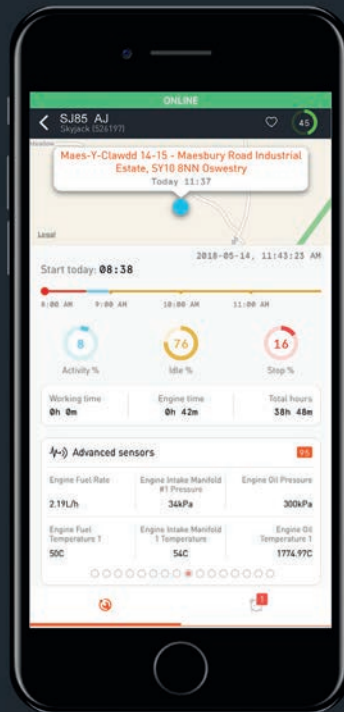 ONLINE
SJ85 AJ
Skyjack (526197)
45
Maes-Y-Clawdd 14-15 - Maesbury Road Industrial
Estate, SY10 8NN Oswestry
Today 11:37
Legal
2018-05-14, 11:43:23 AM
Start today: 08:38
8:00 AM 9:00 AM 10:00 AM 11:00 AM
8 76 16
Activity % Idle % Stop %
Working time Engine time Total hours
0h 0m 0h 42m 38h 48m
Advanced sensors 95
Engine Fuel Rate Engine Intake Manifold Engine Oil Pressure
#1 Pressure
2.19L/h 34kPa 300kPa
Engine Fuel Engine Intake Manifold Engine Oil
Temperature 1 1 Temperature Temperature 1
50C 54C 1774.97C
1